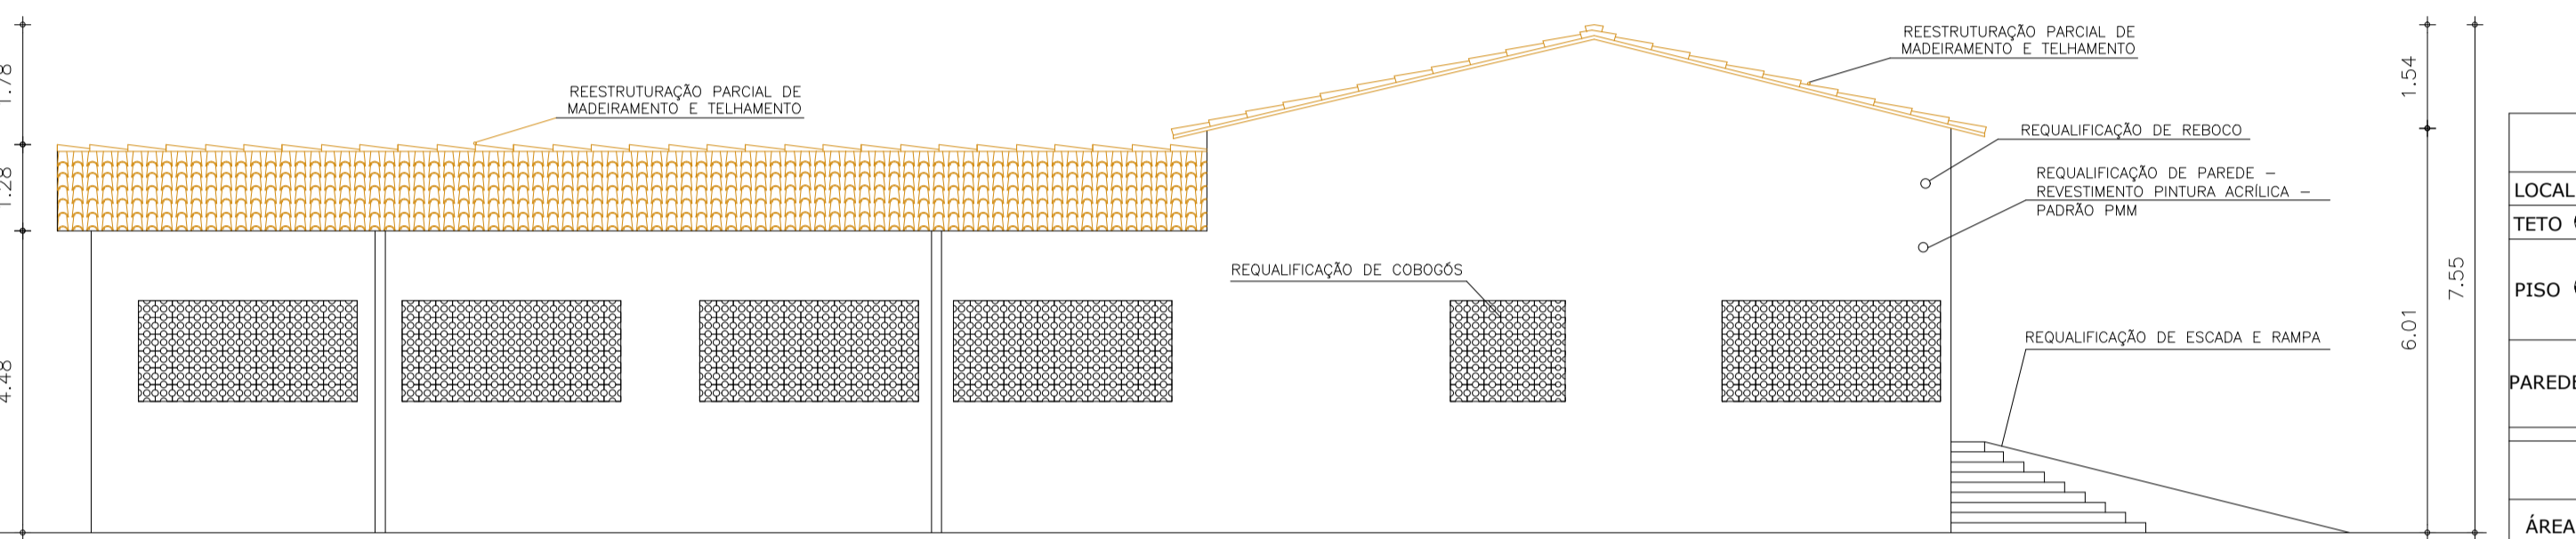 1.78
1.28
4.48
REESTRUTURAÇÃO PARCIAL DE
MADEIRAMENTO E TELHAMENTO
REESTRUTURAÇÃO PARCIAL DE
MADEIRAMENTO E TELHAMENTO
REQUALIFICAÇÃO DE REBOCO
REQUALIFICAÇÃO DE PAREDE –
REVESTIMENTO PINTURA ACRÍLICA –
PADRÃO PMM
REQUALIFICAÇÃO DE COBOGÓS
REQUALIFICAÇÃO DE ESCADA E RAMPA
1.54
6.01
7.55
LOCAL
TETO
PISO
PAREDE
ÁREA